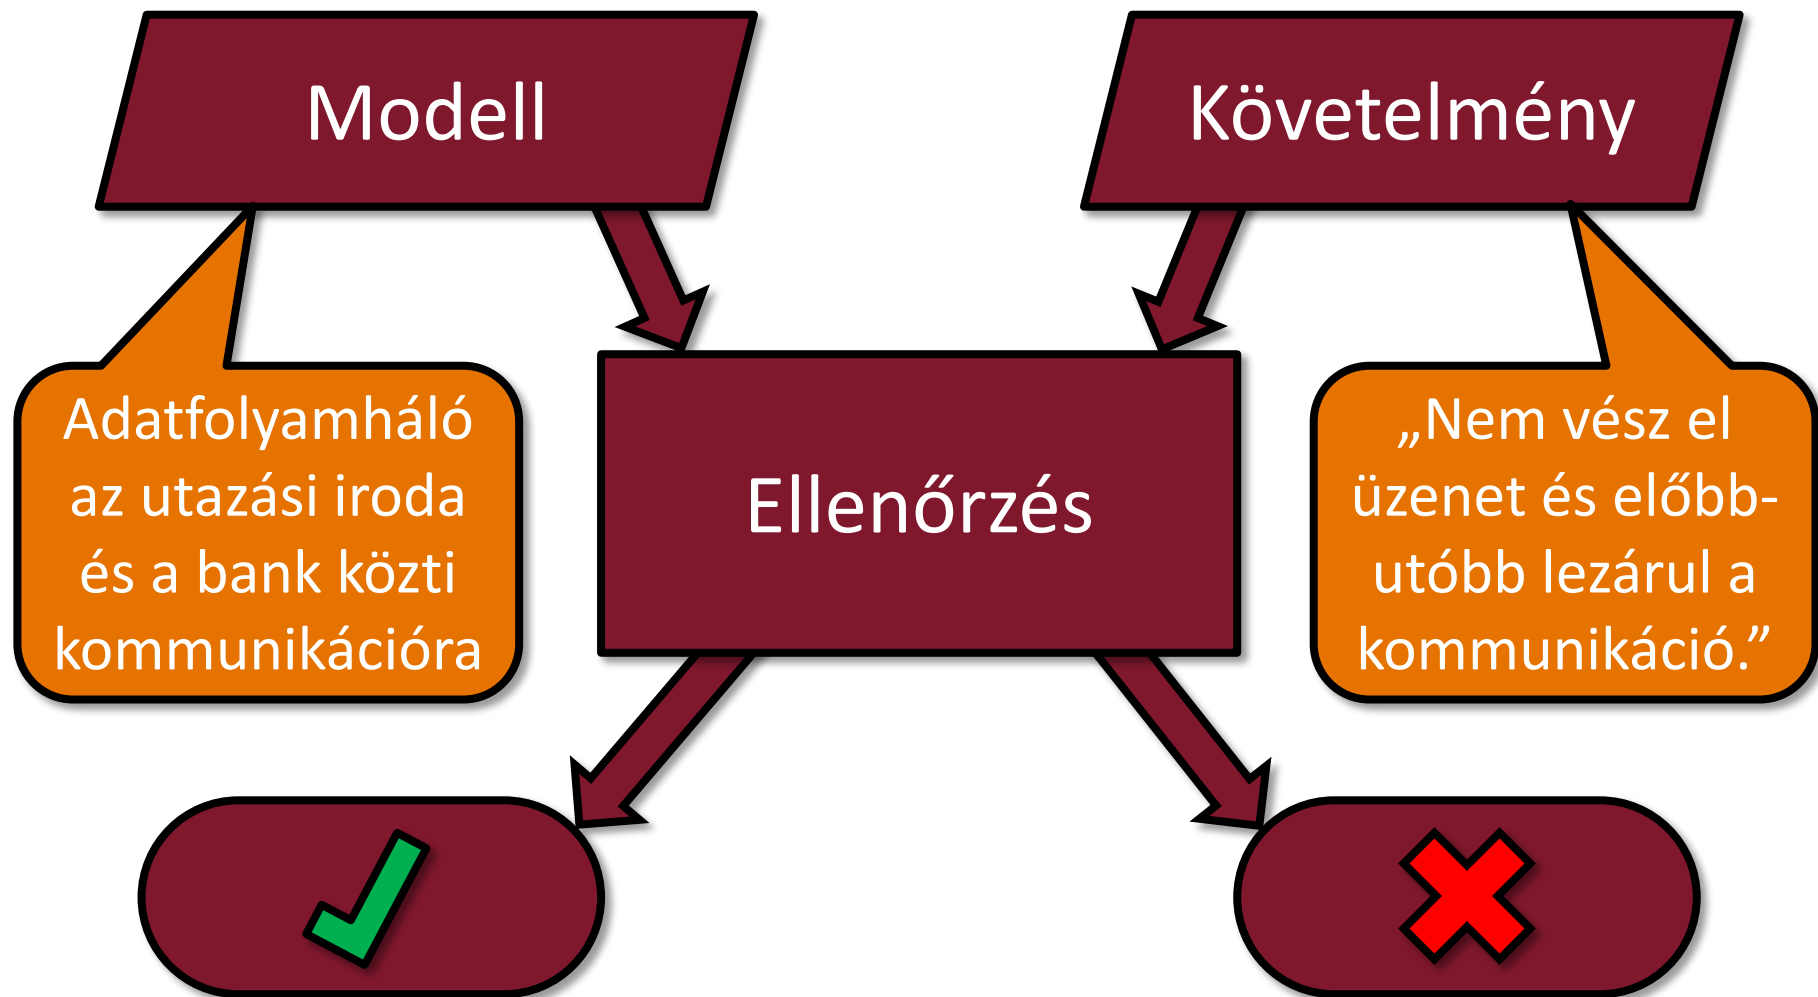 Modell
Követelmény
Adatfolyamháló
az utazási iroda
és a bank közti
kommunikációra
Ellenőrzés
„Nem vész el
üzenet és előbb-
utóbb lezárul a
kommunikáció.”